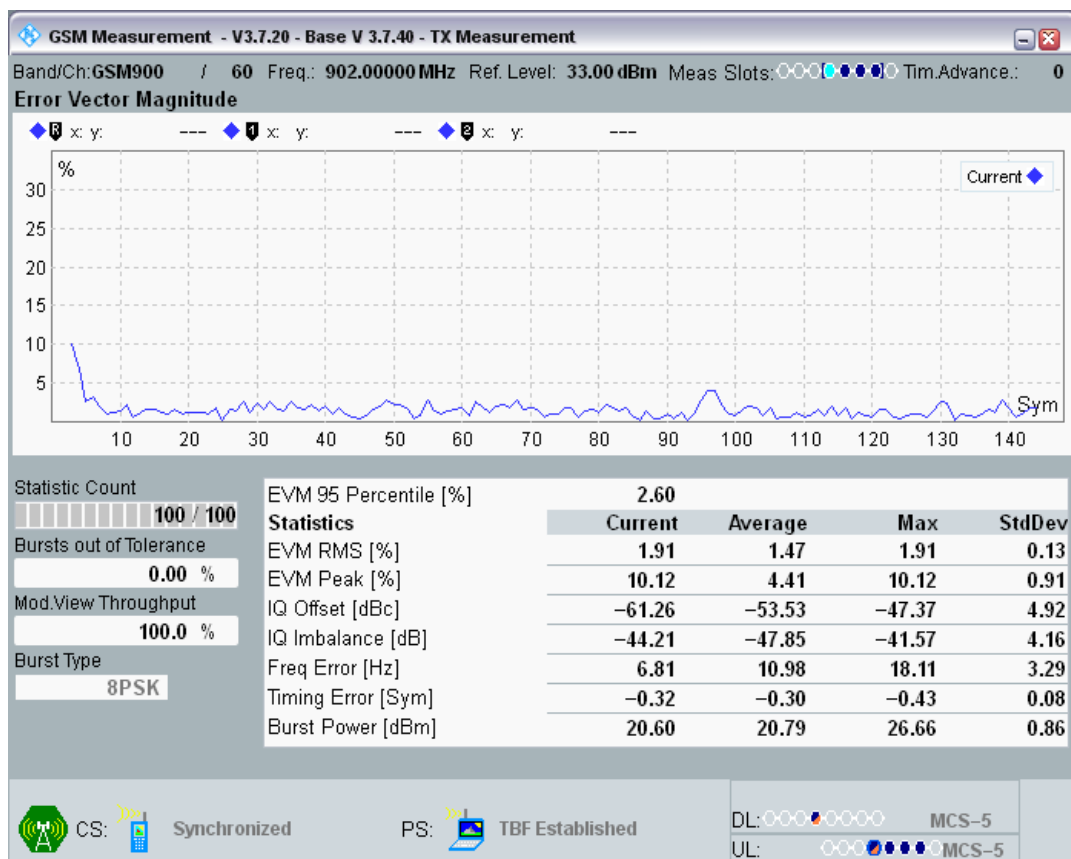 GSM Measurement - V3.7.20 - Base V 3.7.40 - TX Measurement
Band/Ch:GSM900 / 60 Freq.: 902.00000 MHz Ref. Level: 33.00 dBm Meas Slots: Tim.Advance.: 0
Error Vector Magnitude
R x: y: --- 1 x: y: --- 2 x: y: ---
%
Current
30
25
20
15
10
5
Sym
10 20 30 40 50 60 70 80 90 100 110 120 130 140
Statistic Count
100 / 100
Bursts out of Tolerance
0.00 %
Mod.View Throughput
100.0 %
Burst Type
8PSK
EVM 95 Percentile [%] 2.60
Statistics Current Average Max StdDev
EVM RMS [%] 1.91 1.47 1.91 0.13
EVM Peak [%] 10.12 4.41 10.12 0.91
IQ Offset [dBc] −61.26 −53.53 −47.37 4.92
IQ Imbalance [dB] −44.21 −47.85 −41.57 4.16
Freq Error [Hz] 6.81 10.98 18.11 3.29
Timing Error [Sym] −0.32 −0.30 −0.43 0.08
Burst Power [dBm] 20.60 20.79 26.66 0.86
CS: Synchronized PS: TBF Established
DL: MCS−5
UL: MCS−5